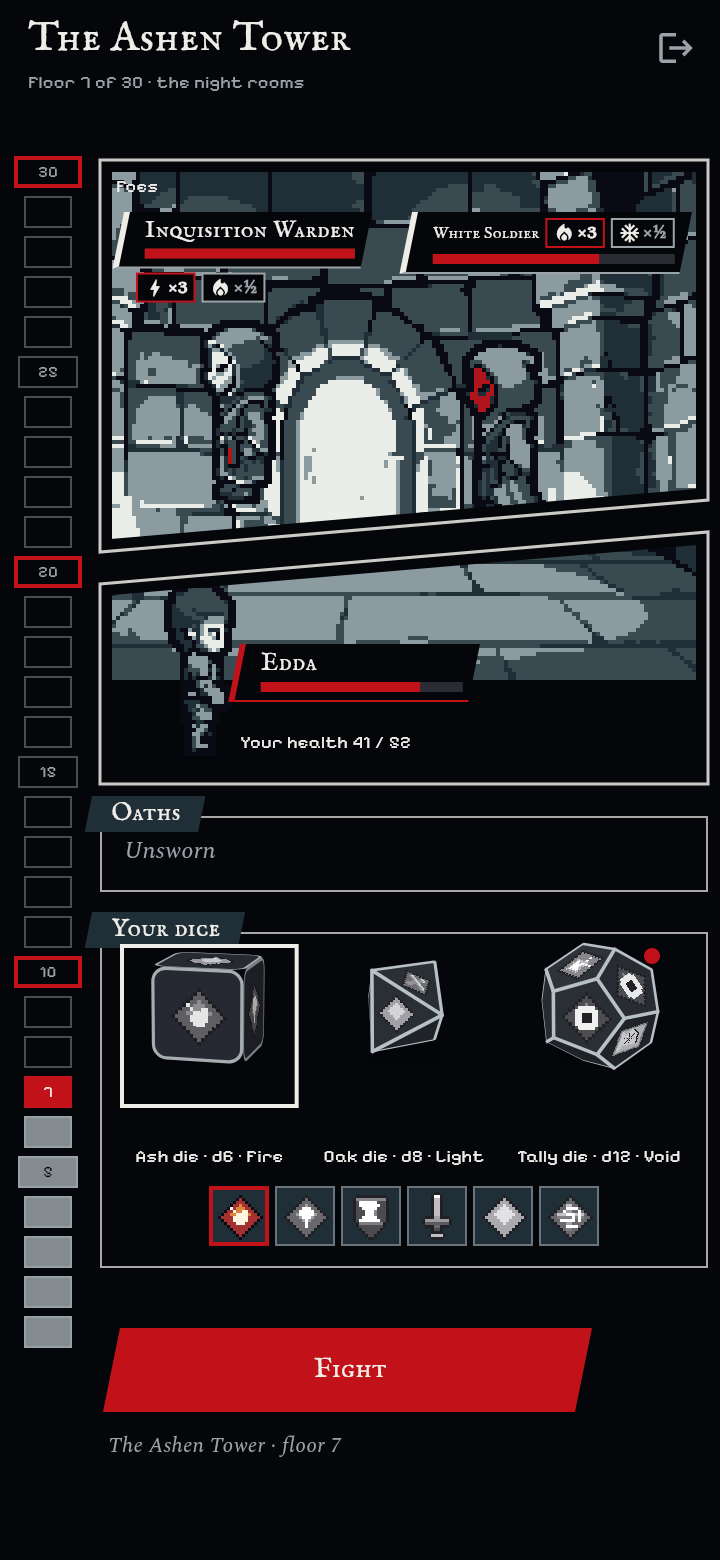 The Ashen Tower
Floor 7 of 30 · the night rooms
30
Foes
Inquisition Warden
White Soldier ×3 ×½
×3 ×½
25
20
Edda
Your health 41 / 52
15
Oaths
Unsworn
Your dice
10
7
Ash die · d6 · Fire
Oak die · d8 · Light
Tally die · d12 · Void
5
Fight
The Ashen Tower · floor 7